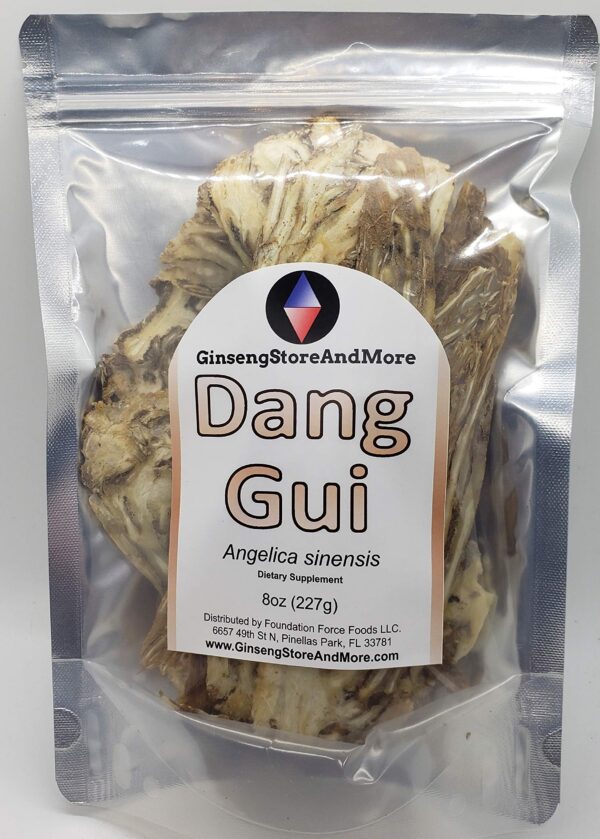 GinsengStoreAndMore
Dang
Gui
Angelica sinensis
Dietary Supplement
8oz (227g)
Distributed by Foundation Force Foods LLC.
6657 49th St N, Pinellas Park, FL 33781
www.GinsengStoreAndMore.com